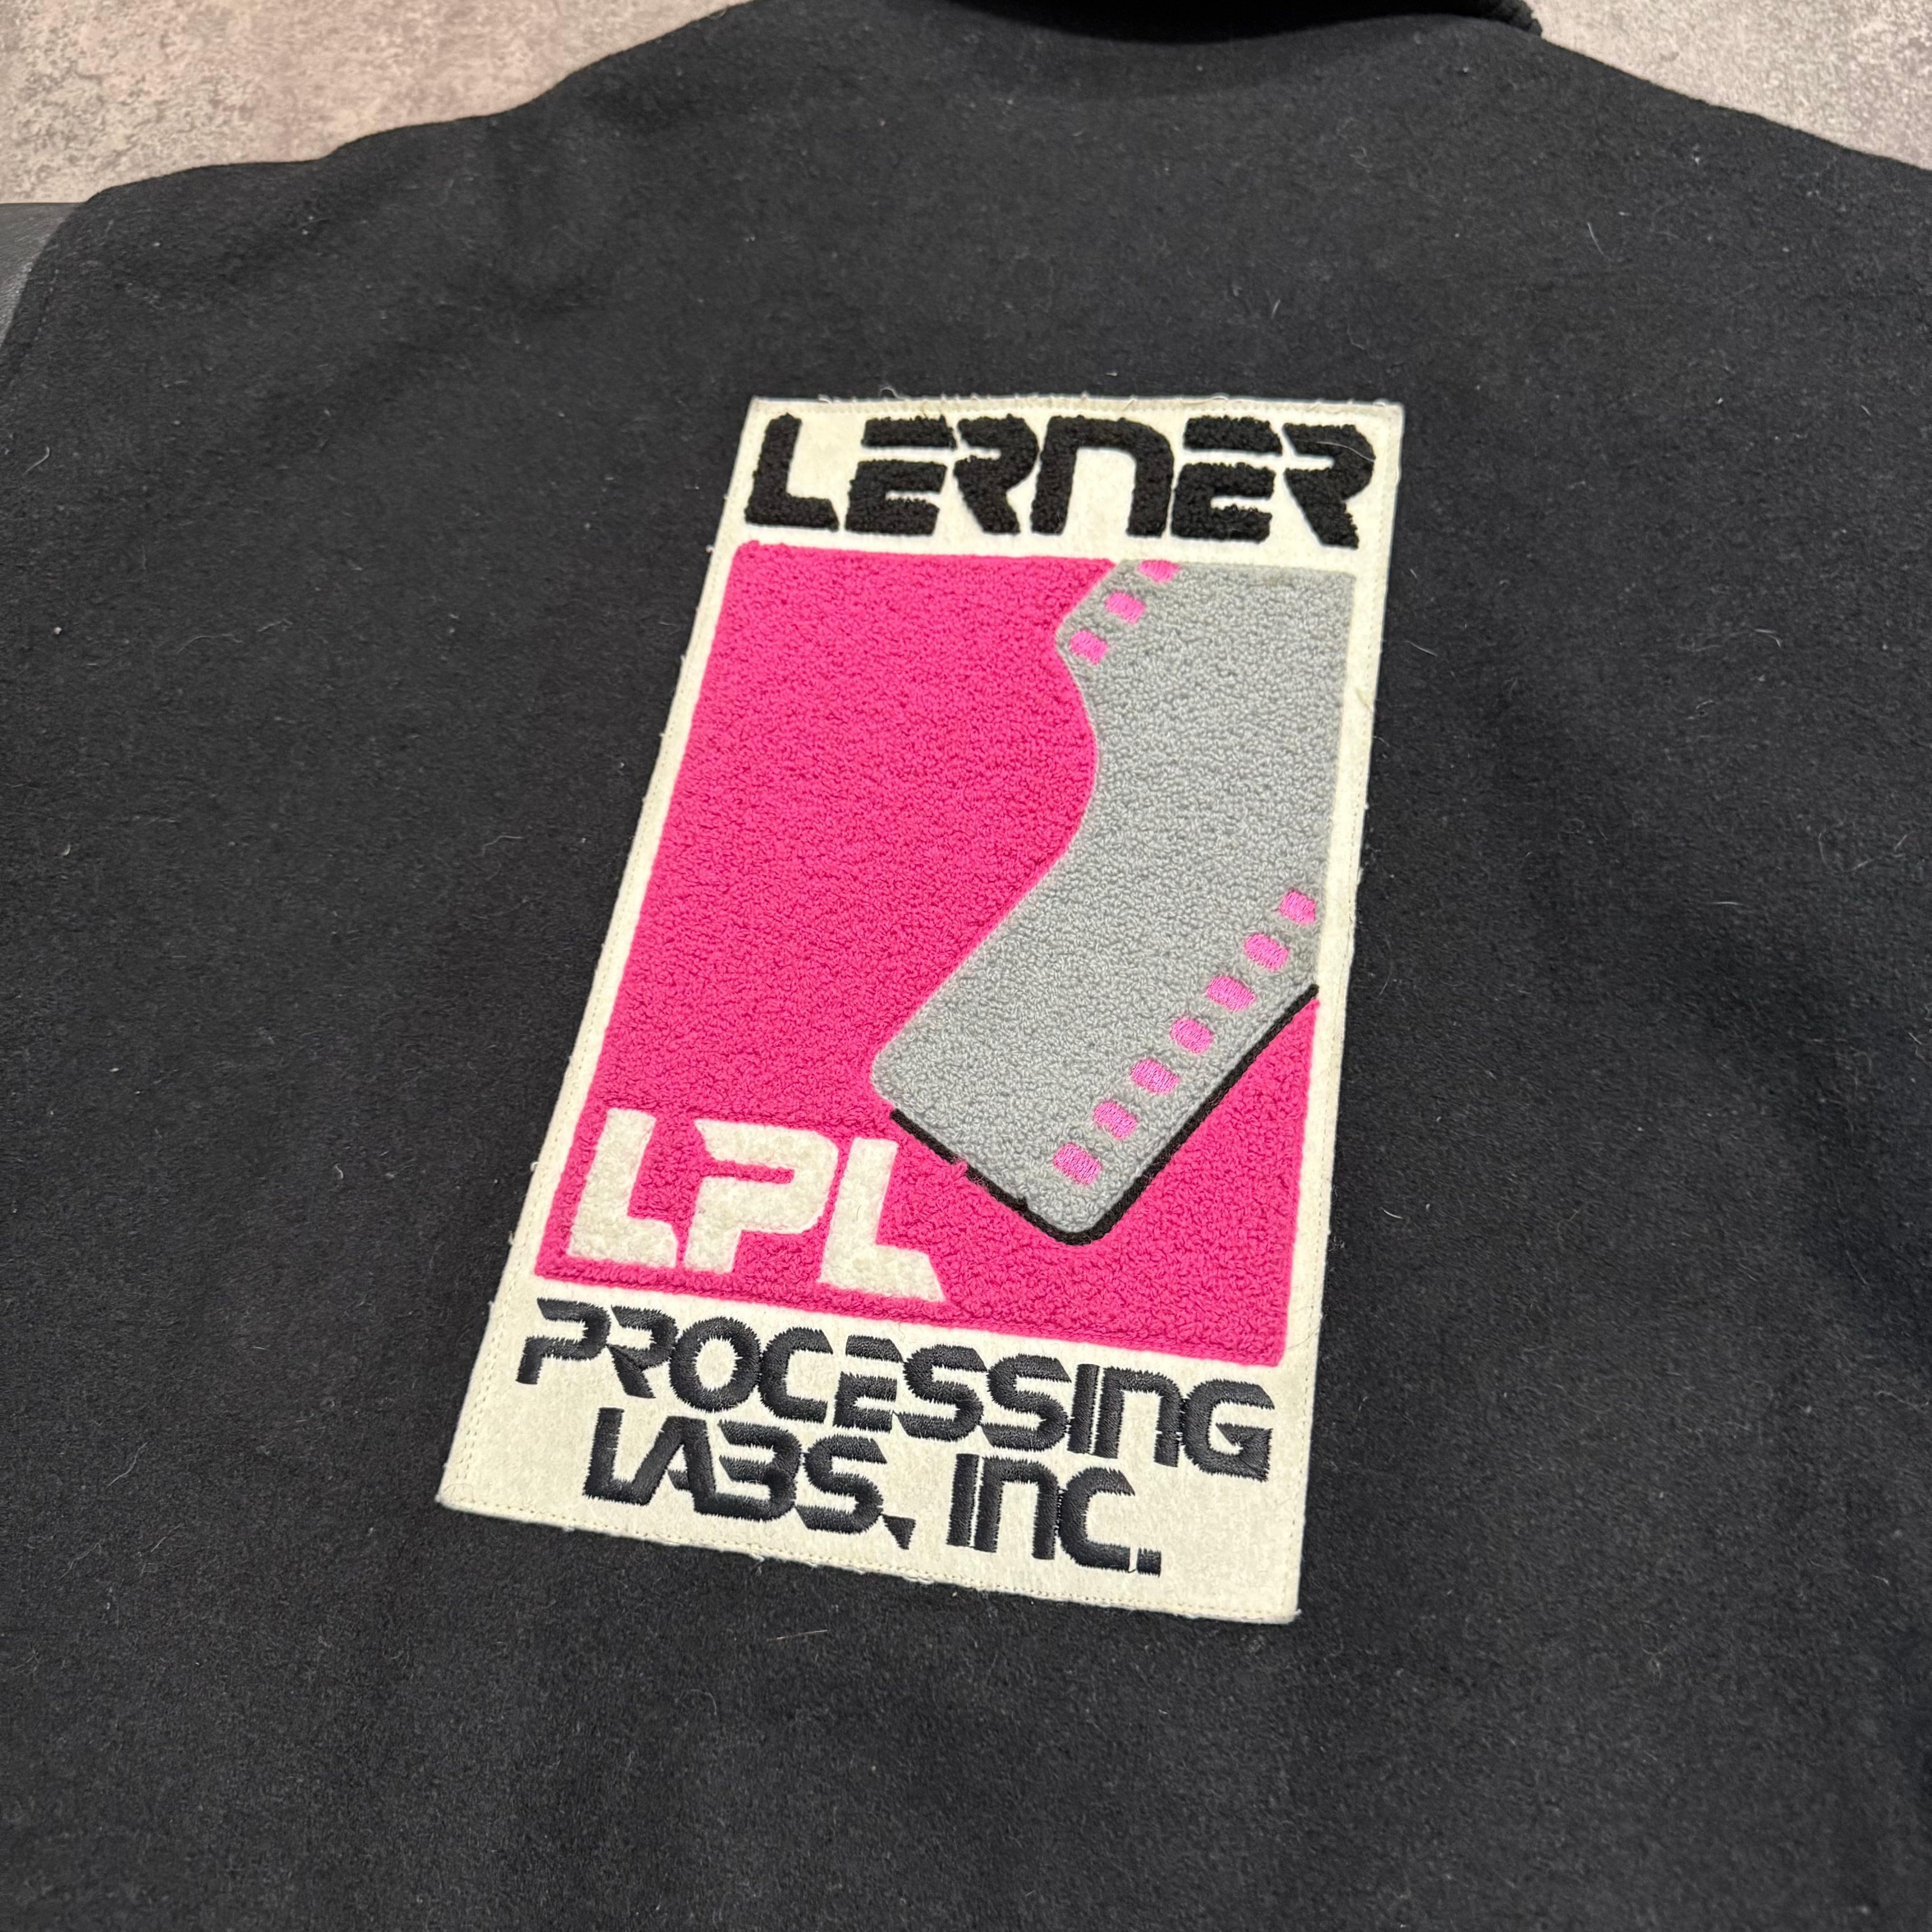 LERNER
LPL
PROCESSING
LABS, INC.